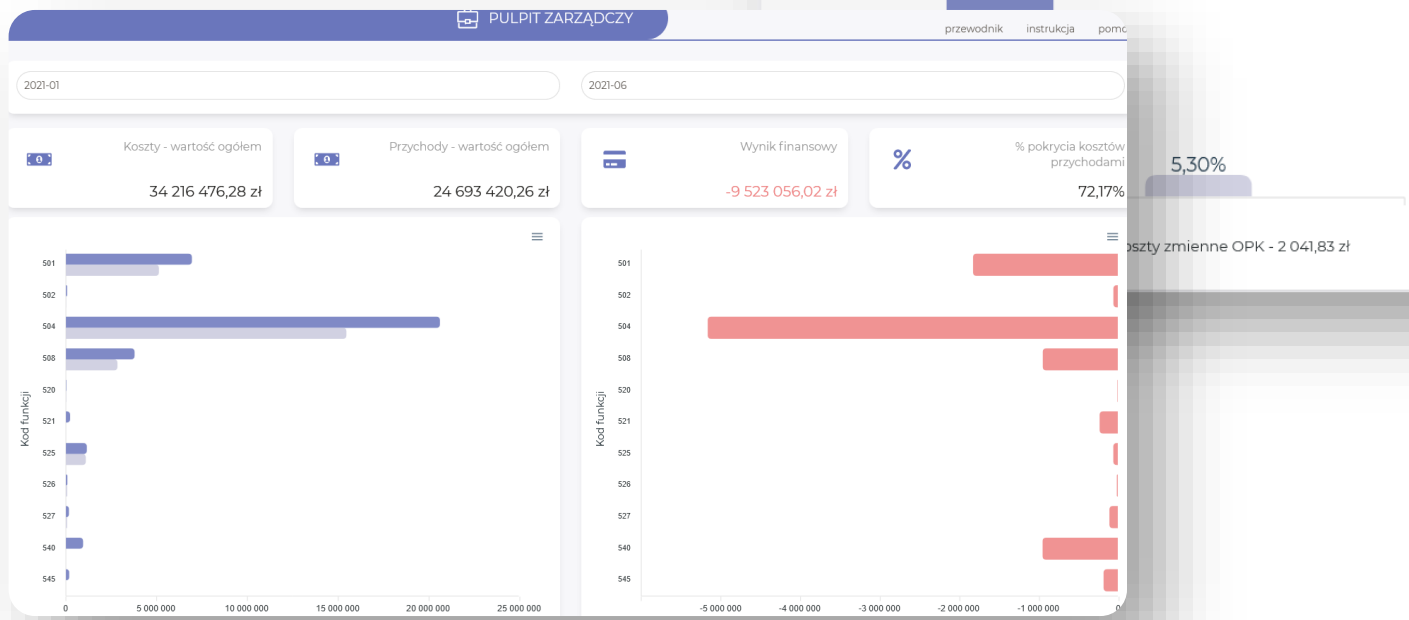 PULPIT ZARZĄDCZY
przewodnik instrukcja
2021-01
2021-06
Koszty - wartość ogółem
34 216 476,28 zł
Przychody - wartość ogółem
24 693 420,26 zł
Wynik finansowy
-9 523 056,02 zł
% pokrycia kosztów
przychodami
72,17%
5,30%
zmienne OPK - 2 041,83 zł
Kod funkcji
501
502
504
508
520
521
525
526
527
540
545
0 5 000 000 10 000 000 15 000 000 20 000 000 25 000 000
Kod funkcji
501
502
504
508
520
521
525
526
527
540
545
-5 000 000 -4 000 000 -3 000 000 -2 000 000 -1 000 000 0